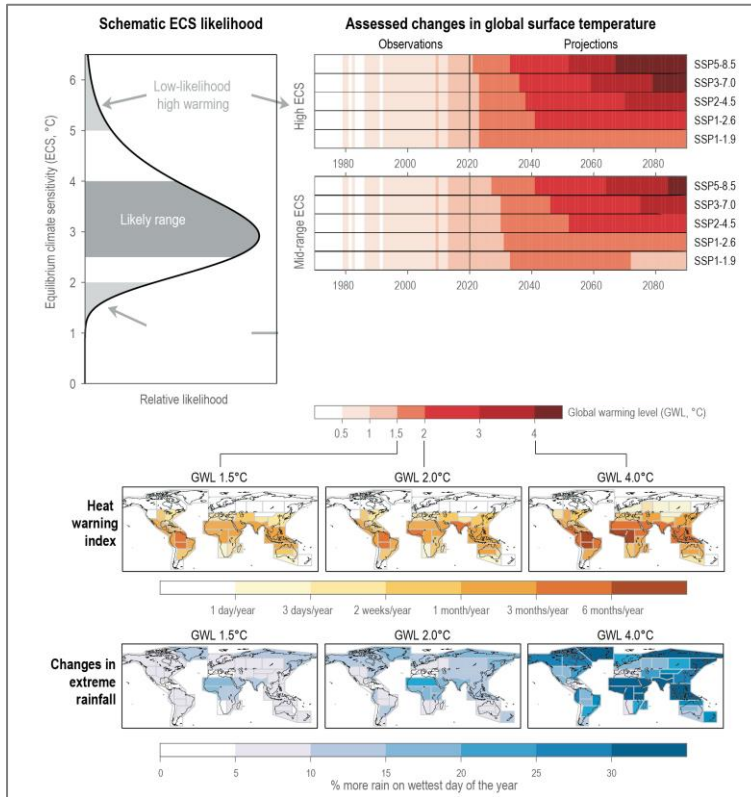 Schematic ECS likelihood
Assessed changes in global surface temperature
Observations
Projections
Equilibrium climate sensitivity (ECS, °C)
6
5
4
3
2
1
0
Low-likelihood
high warming
Likely range
Relative likelihood
High ECS
SSP5-8.5
SSP3-7.0
SSP2-4.5
SSP1-2.6
SSP1-1.9
1980 2000 2020 2040 2060 2080
Mid-range ECS
SSP5-8.5
SSP3-7.0
SSP2-4.5
SSP1-2.6
SSP1-1.9
1980 2000 2020 2040 2060 2080
Global warming level (GWL, °C)
0.5 1 1.5 2 3 4
GWL 1.5°C GWL 2.0°C GWL 4.0°C
Heat
warning
index
1 day/year 3 days/year 2 weeks/year 1 month/year 3 months/year 6 months/year
GWL 1.5°C GWL 2.0°C GWL 4.0°C
Changes in
extreme
rainfall
0 5 10 15 20 25 30
% more rain on wettest day of the year